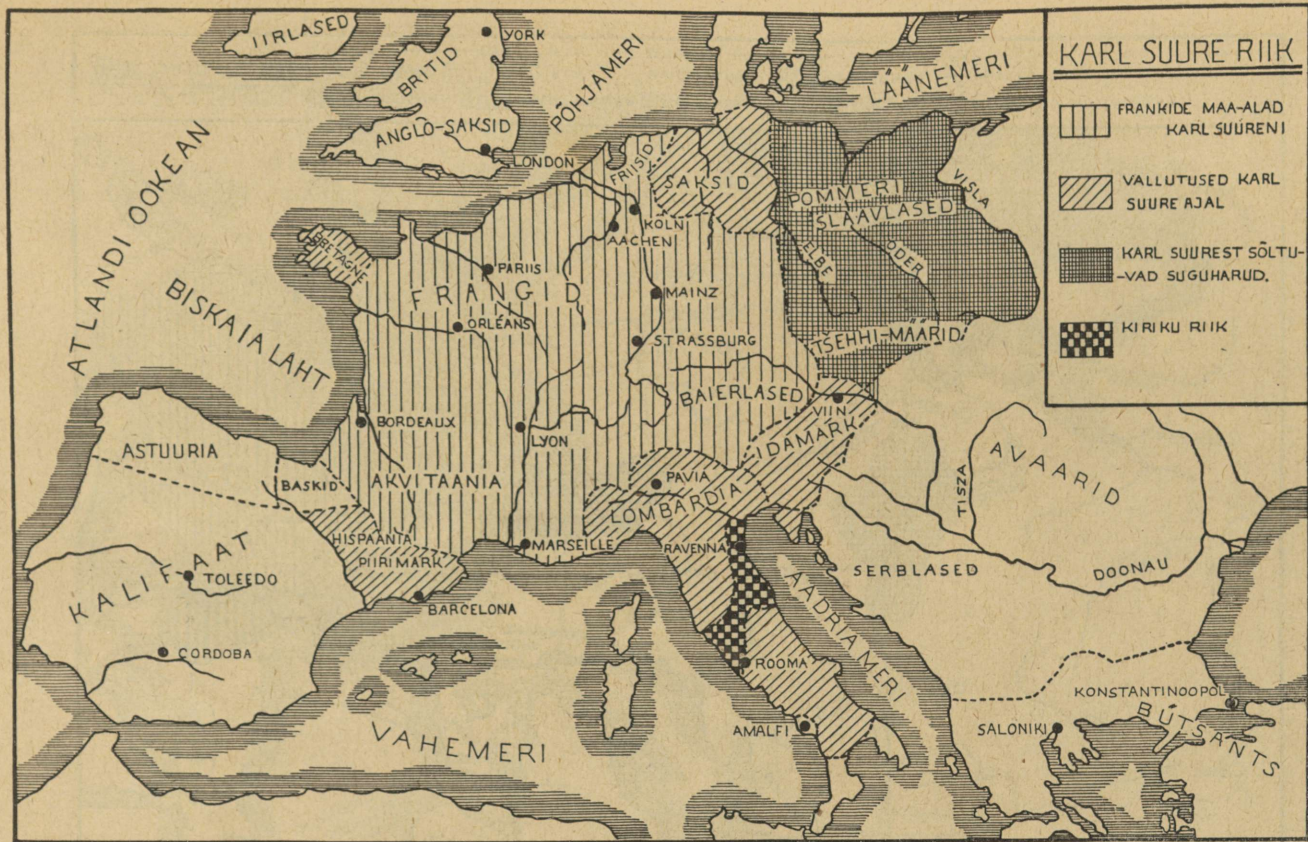 KARL SUURE RIIK
FRANKIDE MAA-ALAD
KARL SUURENI
VALLUTUSED KARL
SUURE AJAL
KARL SUUREST SÕLTU-
-VAD SUGUHARUD.
KIRIKU RIIK
IIRLASED
YORK
BRITID
ANGLO-SAKSID
LONDON
PÕHJAMERI
LÄÄNEMERI
ATLANDI OOKEAN
BISKAIA LAHT
FRIISID
SAKSID
POMMERI
SLAAVLASED
VISLA
KÖLN
AACHEN
ELBE
ODER
BRETAGNE
PARIIS
FRANGID
MAINZ
ORLÉANS
STRASSBURG
TŠEHHI-MÄÄRID
BAIERLASED
VIIN
IDAMARK
BORDEAUX
LYON
ASTUURIA
BASKID
AKVITAANIA
PAVIA
LOMBARDIA
TISZA
AVAARID
HISPAANIA
PIIRIMARK
MARSEILLE
RAVENNA
SERBLASED
DOONAU
KALIFAAT
TOLEEDO
BARCELONA
ADRIA MERI
CORDOBA
ROOMA
KONSTANTINOOPOL
BÜTSANTS
SALONIKI
AMALFI
VAHEMERI